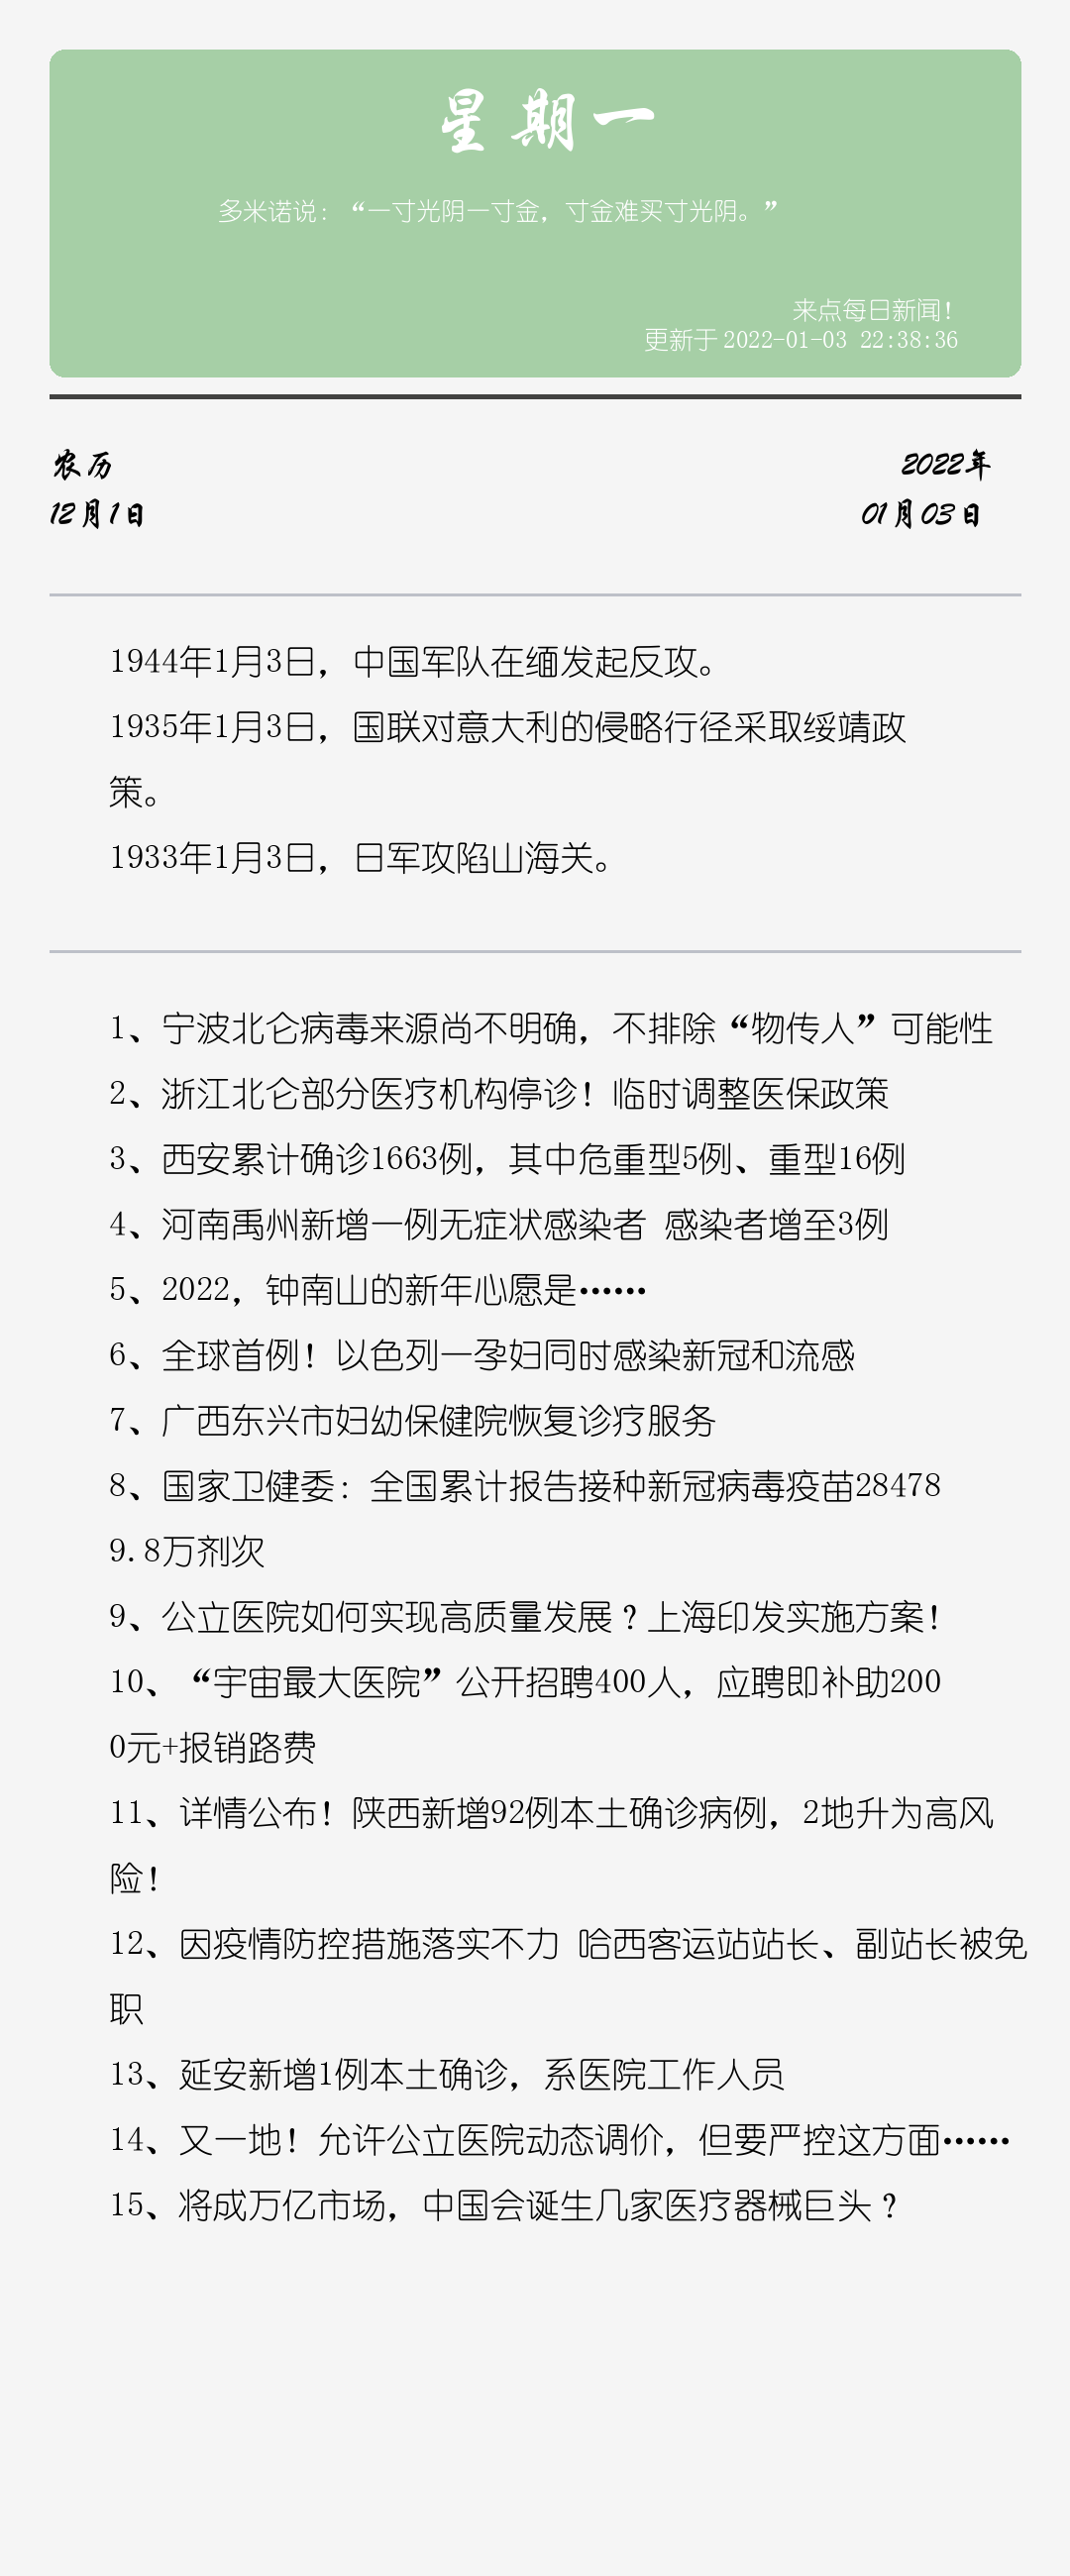 星期一
多米诺说：“一寸光阴一寸金，寸金难买寸光阴。”
来点每日新闻！
更新于 2022-01-03 22:38:36
农历
2022年
12月1日
01月03日
1944年1月3日，中国军队在缅发起反攻。
1935年1月3日，国联对意大利的侵略行径采取绥靖政
策。
1933年1月3日，日军攻陷山海关。
1、宁波北仑病毒来源尚不明确，不排除“物传人”可能性
2、浙江北仑部分医疗机构停诊！临时调整医保政策
3、西安累计确诊1663例，其中危重型5例、重型16例
4、河南禹州新增一例无症状感染者 感染者增至3例
5、2022，钟南山的新年心愿是……
6、全球首例！以色列一孕妇同时感染新冠和流感
7、广西东兴市妇幼保健院恢复诊疗服务
8、国家卫健委：全国累计报告接种新冠病毒疫苗28478
9.8万剂次
9、公立医院如何实现高质量发展？上海印发实施方案！
10、“宇宙最大医院”公开招聘400人，应聘即补助200
0元+报销路费
11、详情公布！陕西新增92例本土确诊病例，2地升为高风
险！
12、因疫情防控措施落实不力 哈西客运站站长、副站长被免
职
13、延安新增1例本土确诊，系医院工作人员
14、又一地！允许公立医院动态调价，但要严控这方面……
15、将成万亿市场，中国会诞生几家医疗器械巨头？